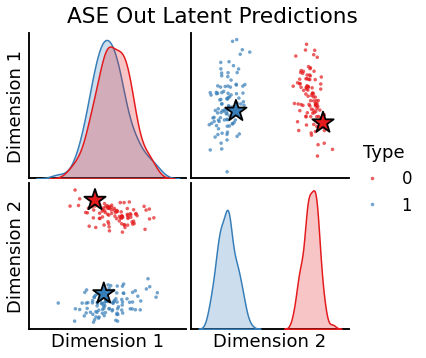 ASE Out Latent Predictions
Dimension 1
Type
0
1
Dimension 2
Dimension 1
Dimension 2